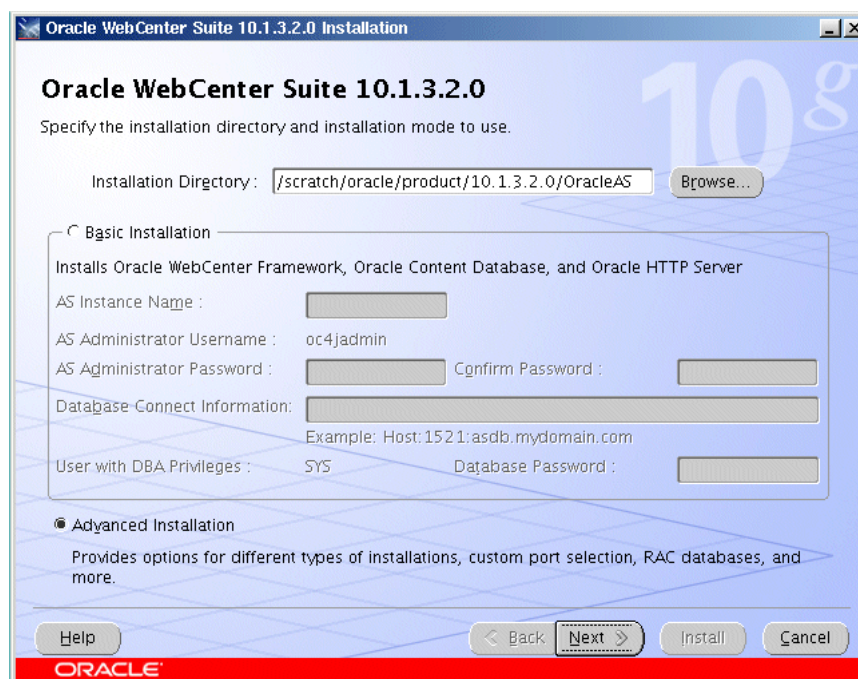 Oracle WebCenter Suite 10.1.3.2.0 Installation
10g
Oracle WebCenter Suite 10.1.3.2.0
Specify the installation directory and installation mode to use.
Installation Directory: /scratch/oracle/product/10.1.3.2.0/OracleAS Browse...
Basic Installation
Installs Oracle WebCenter Framework, Oracle Content Database, and Oracle HTTP Server
AS Instance Name :
AS Administrator Username : oc4jadmin
AS Administrator Password : Confirm Password :
Database Connect Information:
Example: Host:1521:asdb.mydomain.com
User with DBA Privileges : SYS Database Password :
Advanced Installation
Provides options for different types of installations, custom port selection, RAC databases, and
more.
Help Back Next Install Cancel
ORACLE